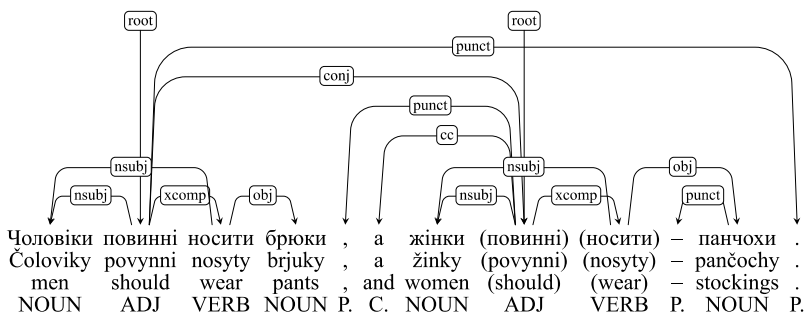 root root
punct
conj
punct
cc
nsubj nsubj obj
nsubj xcomp obj nsubj xcomp punct
Чоловіки повинні носити брюки , а жінки (повинні) (носити) – панчохи .
Čoloviky povynni nosyty brjuky , a žinky (povynni) (nosyty) – pančochy .
men should wear pants , and women (should) (wear) – stockings .
NOUN ADJ VERB NOUN P. C. NOUN ADJ VERB P. NOUN P.